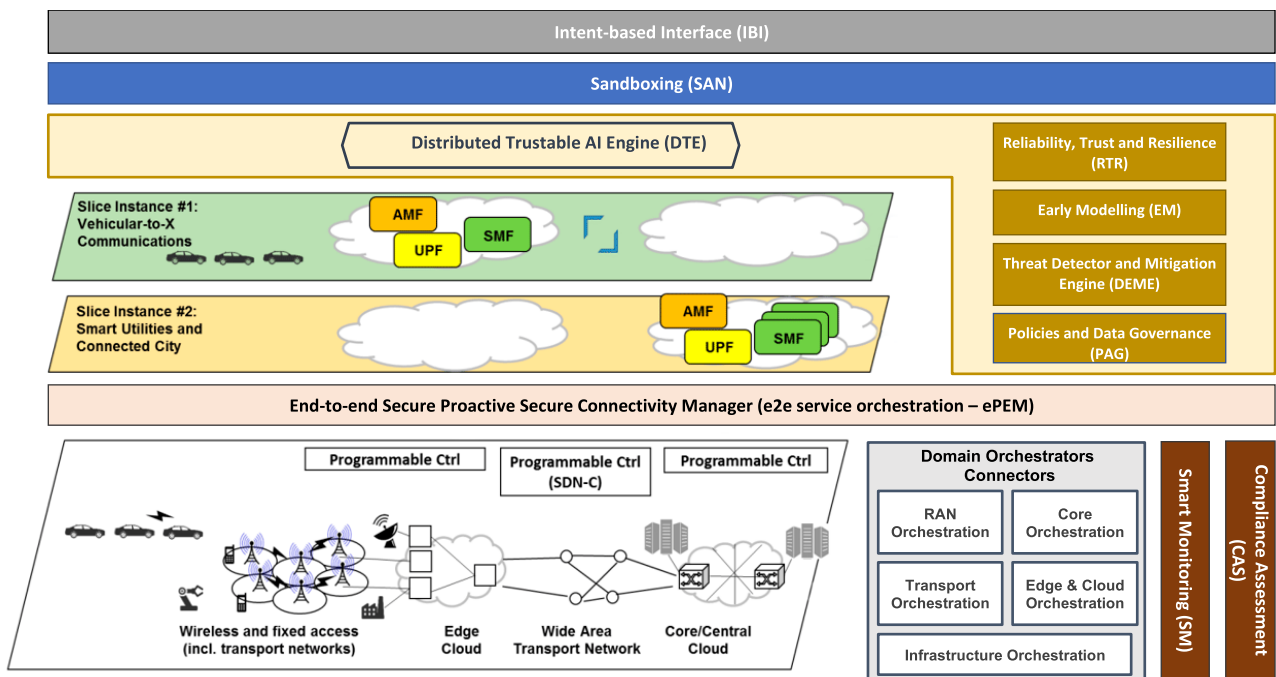 Intent-based Interface (IBI)
Sandboxing (SAN)
Distributed Trustable AI Engine (DTE)
Reliability, Trust and Resilience
(RTR)
Early Modelling (EM)
Threat Detector and Mitigation
Engine (DEME)
Policies and Data Governance
(PAG)
Slice Instance #1:
Vehicular-to-X
Communications
AMF
UPF
SMF
Slice Instance #2:
Smart Utilities and
Connected City
AMF
UPF
SMF
End-to-end Secure Proactive Secure Connectivity Manager (e2e service orchestration – ePEM)
Programmable Ctrl
Programmable Ctrl
(SDN-C)
Programmable Ctrl
Wireless and fixed access
(incl. transport networks)
Edge
Cloud
Wide Area
Transport Network
Core/Central
Cloud
Domain Orchestrators
Connectors
RAN
Orchestration
Core
Orchestration
Transport
Orchestration
Edge & Cloud
Orchestration
Infrastructure Orchestration
Smart Monitoring (SM)
Compliance Assessment
(CAS)